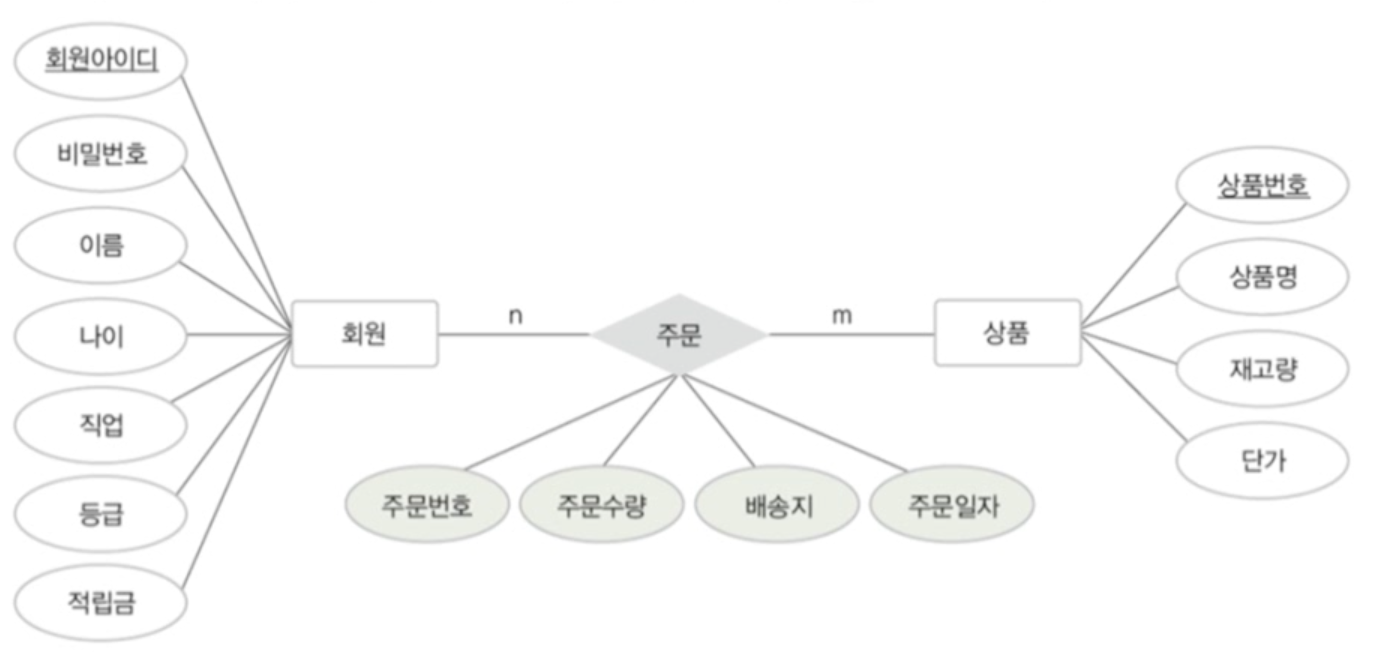 회원아이디
비밀번호
이름
나이
직업
등급
적립금
회원
n
주문
m
상품
주문번호
주문수량
배송지
주문일자
상품번호
상품명
재고량
단가